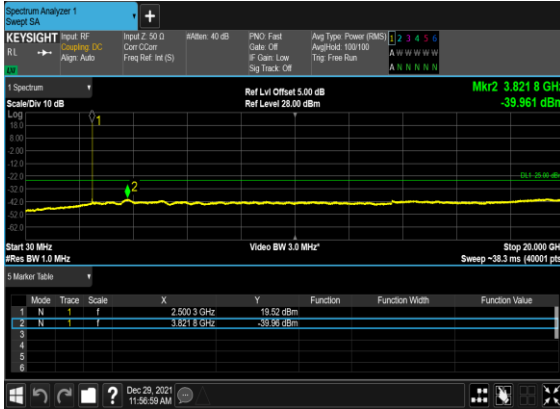 Spectrum Analyzer 1
Swept SA
+
KEYSIGHT Input: RF Input Z: 50 Ω #Atten: 40 dB PNO: Fast Avg Type: Power (RMS) 1 2 3 4 5 6
RL Coupling: DC Corr CCorr Gate: Off Avg|Hold: 100/100 A W W W W W
Align: Auto Freq Ref: Int (S) IF Gain: Low Trig: Free Run
Sig Track: Off A N N N N N
1 Spectrum Ref Lvl Offset 5.00 dB Mkr2 3.821 8 GHz
Scale/Div 10 dB Ref Level 28.00 dBm -39.961 dBm
Log
18.0
8.00
-2.00
-12.0
-22.0
-32.0
-42.0
-52.0
-62.0
1
2
Start 30 MHz Video BW 3.0 MHz* Stop 20.000 GH
#Res BW 1.0 MHz Sweep ~38.3 ms (40001 pts
5 Marker Table
Mode Trace Scale X Y Function Function Width Function Value
1 N 1 f 2.500 3 GHz 19.52 dBm
2 N 1 f 3.821 8 GHz -39.96 dBm
3
4
5
6
? Dec 29, 2021
11:56:59 AM